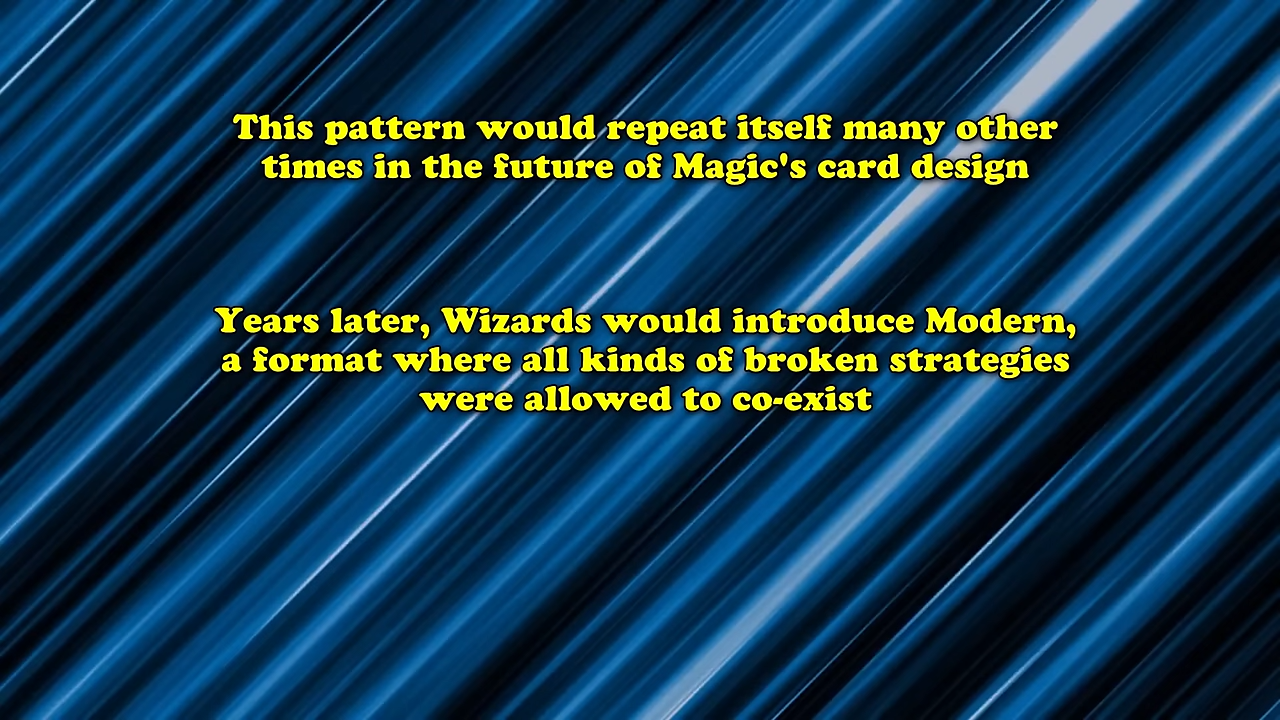 This pattern would repeat itself many other
times in the future of Magic's card design
Years later, Wizards would introduce Modern,
a format where all kinds of broken strategies
were allowed to co-exist